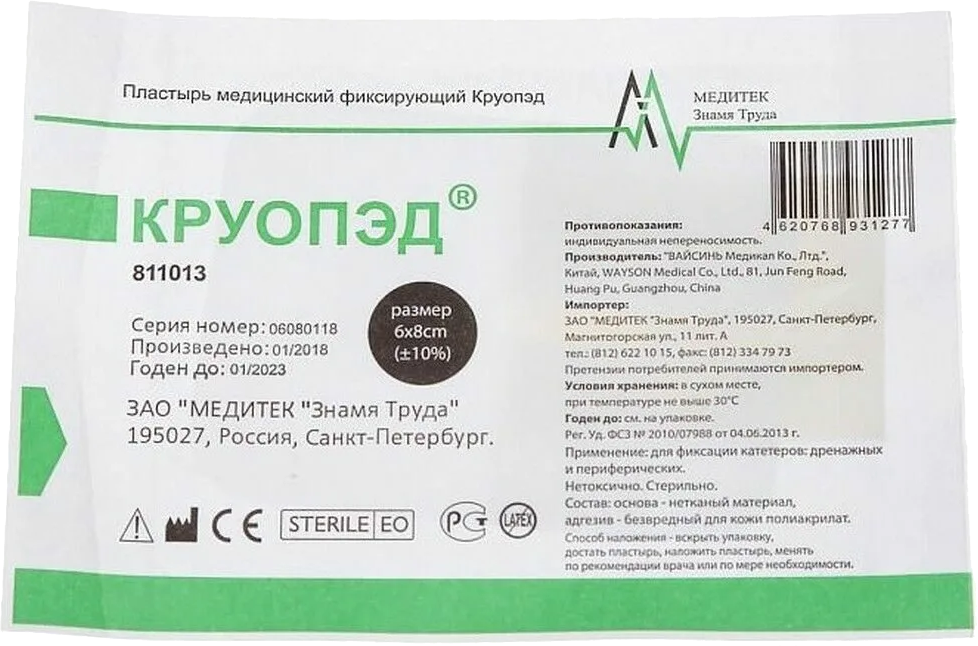 Пластырь медицинский фиксирующий Круопэд
МЕДИТЕК
Знамя Труда
4 620768 931277
КРУОПЭД®
811013
размер
6х8cm
(±10%)
Серия номер: 06080118
Произведено: 01/2018
Годен до: 01/2023
ЗАО "МЕДИТЕК "Знамя Труда"
195027, Россия, Санкт-Петербург.
STERILE EO
РСТ
LATEX
Противопоказания:
индивидуальная непереносимость.
Производитель: "ВАЙСИНЬ Медикал Ко., Лтд.",
Китай, WAYSON Medical Co., Ltd., 81, Jun Feng Road,
Huang Pu, Guangzhou, China
Импортер:
ЗАО "МЕДИТЕК "Знамя Труда", 195027, Санкт-Петербург,
Магнитогорская ул., 11 лит. А
тел.: (812) 622 10 15, факс: (812) 334 79 73
Претензии потребителей принимаются импортером.
Условия хранения: в сухом месте,
при температуре не выше 30°С
Годен до: см. на упаковке.
Рег. Уд. ФСЗ № 2010/07988 от 04.06.2013 г.
Применение: для фиксации катетеров: дренажных
и периферических.
Нетоксично. Стерильно.
Состав: основа - нетканый материал,
адгезив - безвредный для кожи полиакрилат.
Способ наложения - вскрыть упаковку,
достать пластырь, наложить пластырь, менять
по рекомендации врача или по мере необходимости.